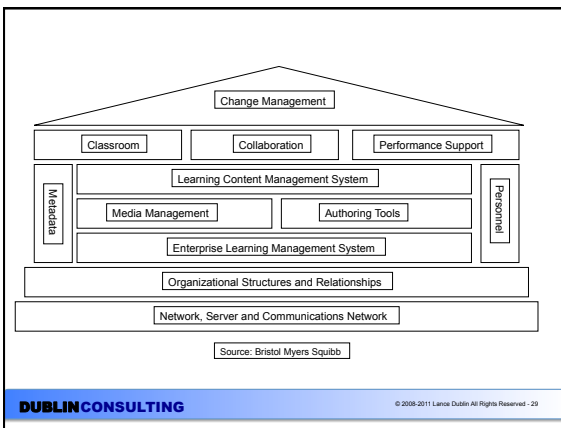 Change Management
Classroom
Collaboration
Performance Support
Metadata
Learning Content Management System
Personnel
Media Management
Authoring Tools
Enterprise Learning Management System
Organizational Structures and Relationships
Network, Server and Communications Network
Source: Bristol Myers Squibb
DUBLINCONSULTING
© 2008-2011 Lance Dublin All Rights Reserved - 29